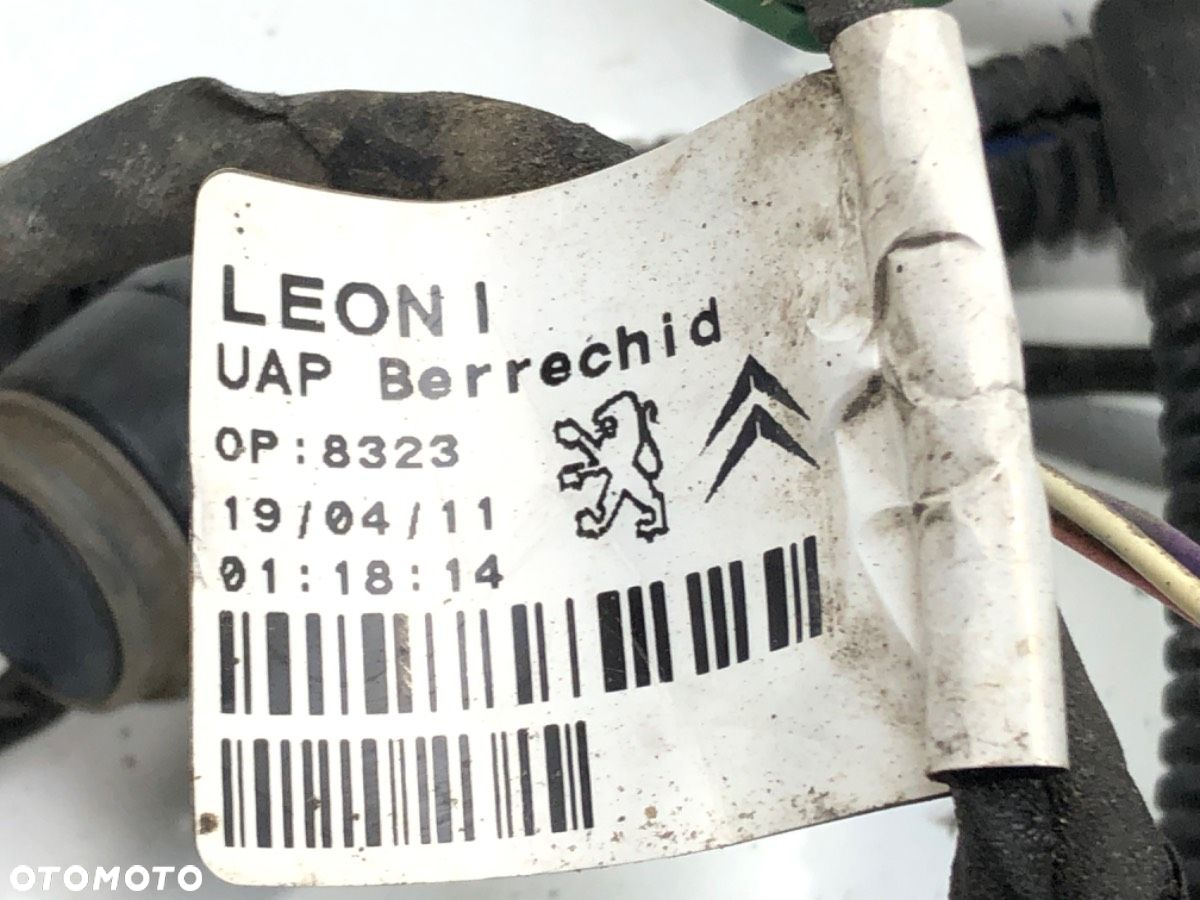 LEONI
UAP Berrechid
OP:8323
19/04/11
01:18:14
OTOMOTO